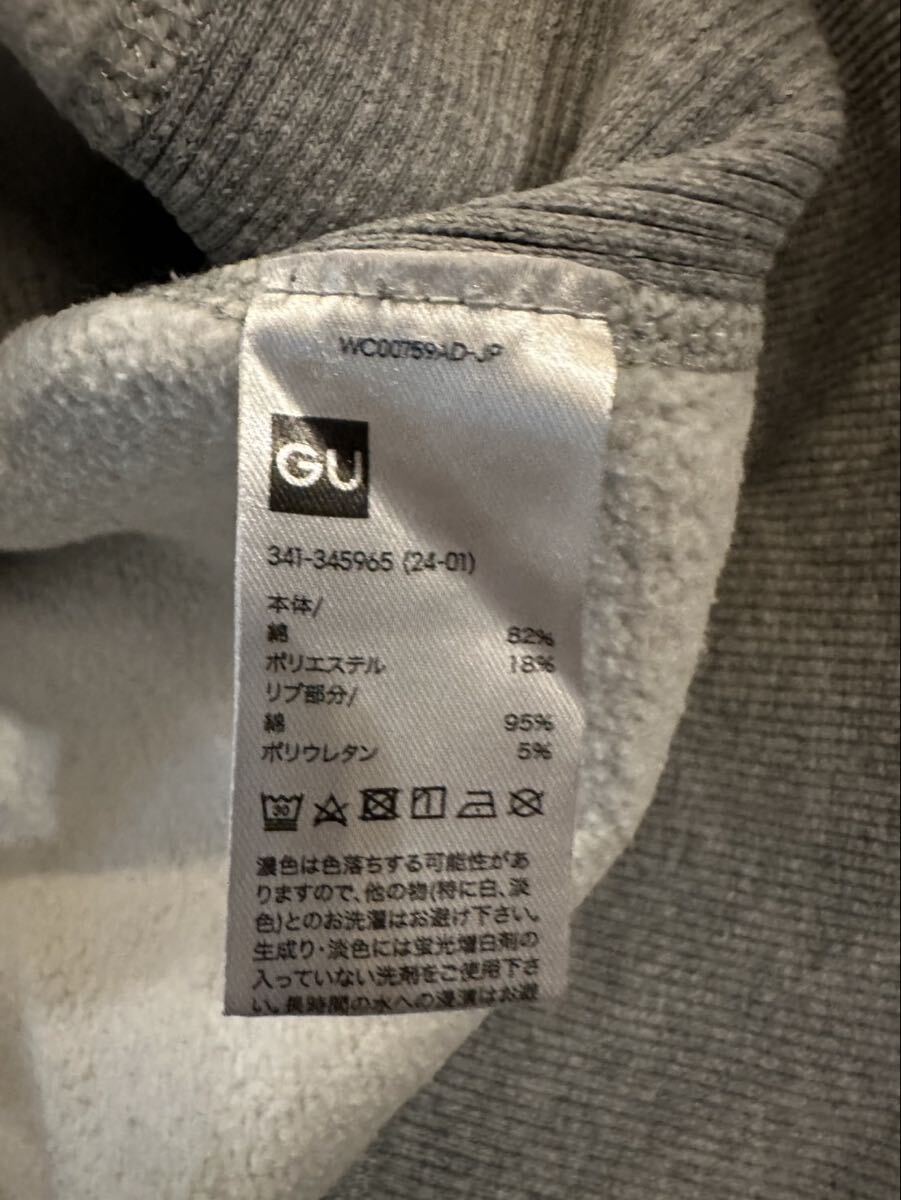 WC00759AD-JP
GU
341-345965 (24-01)
本体/
綿 82%
ポリエステル 18%
リブ部分/
綿 95%
ポリウレタン 5%
30
濃色は色落ちする可能性があ
りますので、他の物(特に白、淡
色)とのお洗濯はお避け下さい。
生成り・淡色には蛍光増白剤の
入っていない洗剤をご使用下さ
い。長時間の水への浸漬はお避